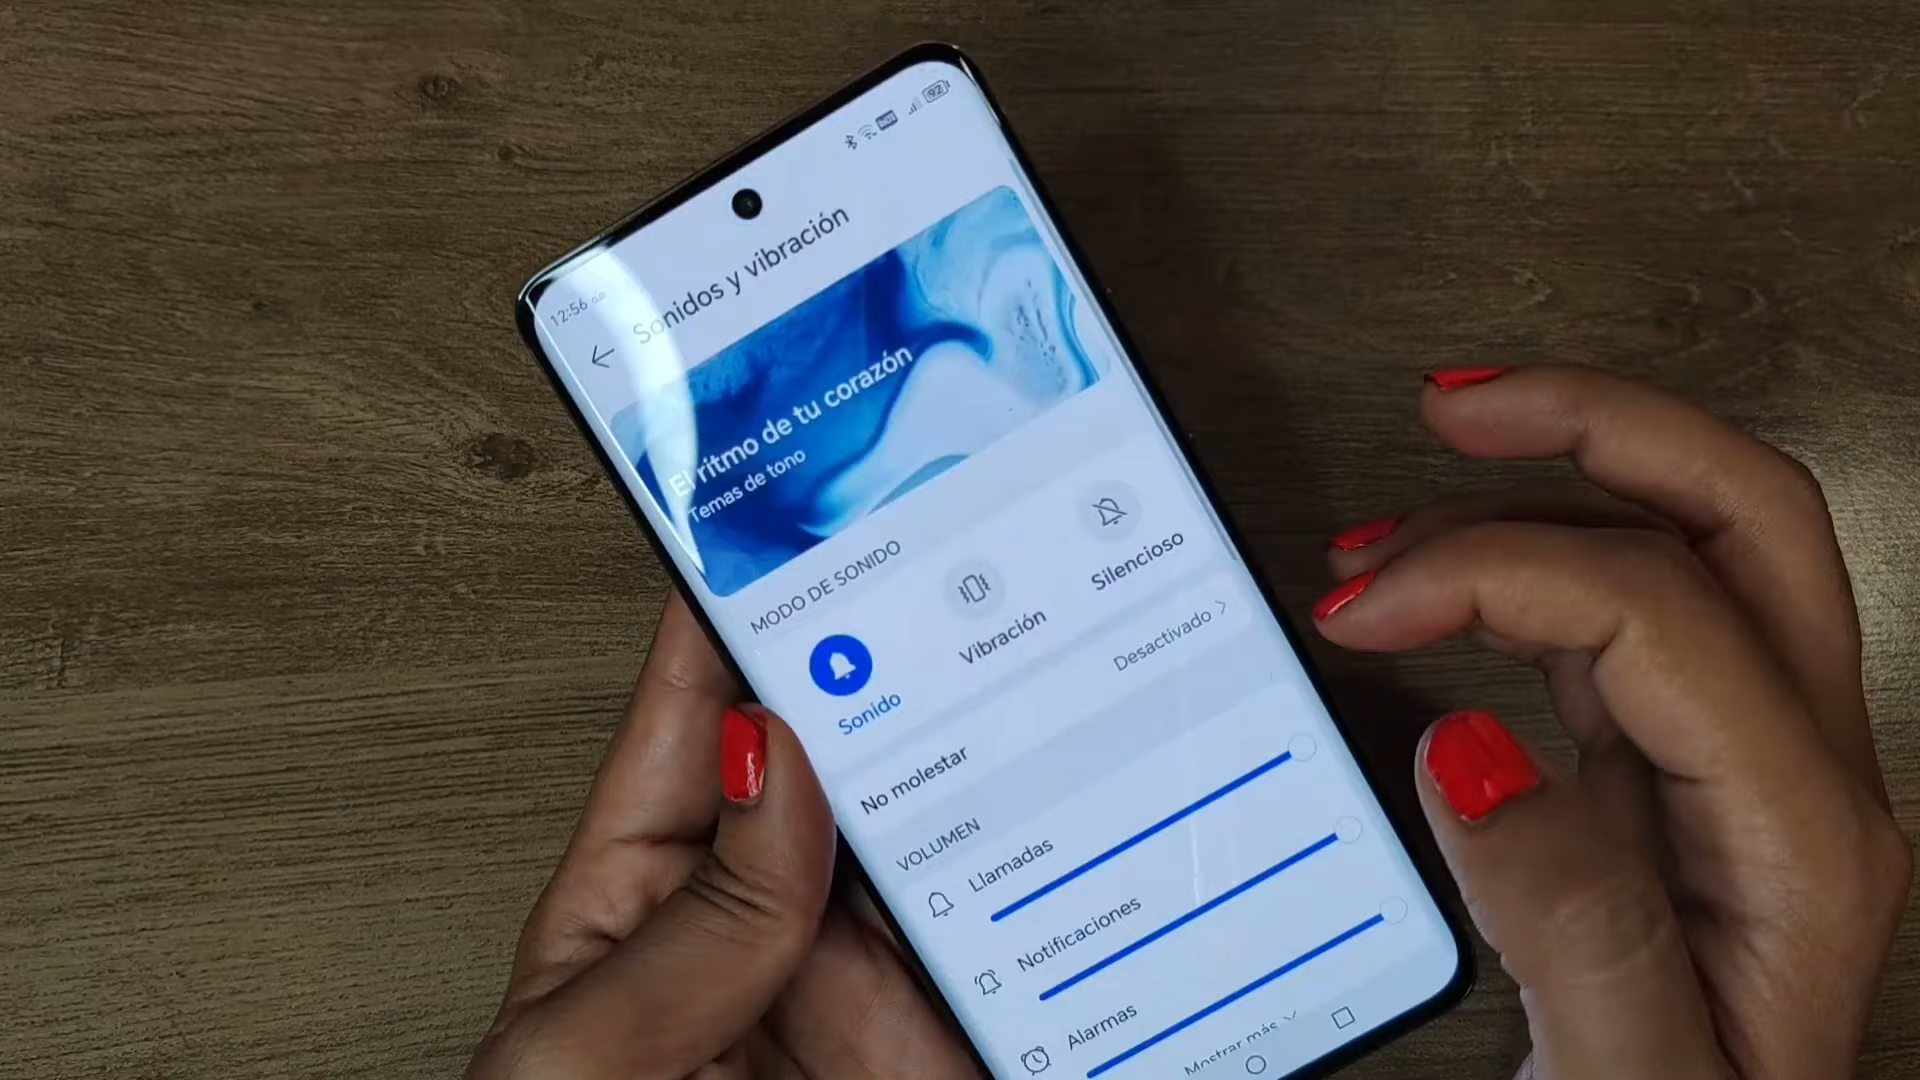 12:56
92
Sonidos y vibración
El ritmo de tu corazón
Temas de tono
MODO DE SONIDO
Sonido
Vibración
Silencioso
No molestar
Desactivado
VOLUMEN
Llamadas
Notificaciones
Alarmas
Mostrar más